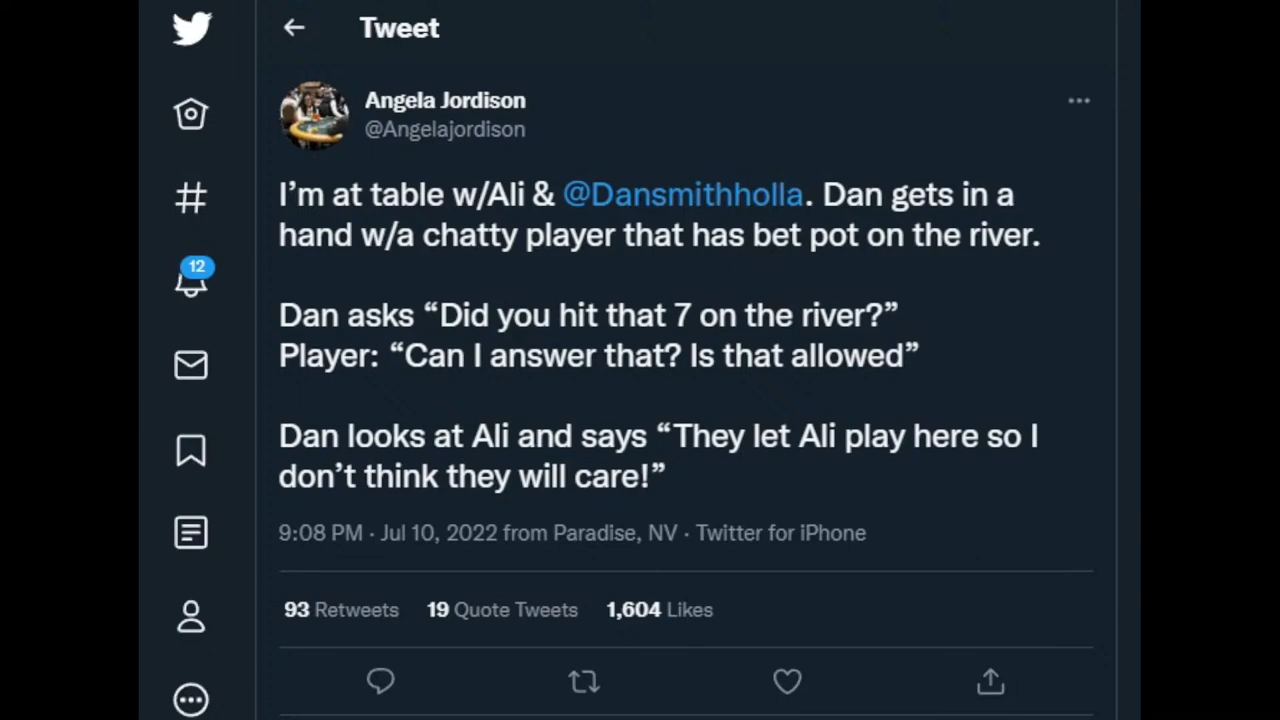 Tweet
Angela Jordison
@Angelajordison
I’m at table w/Ali & @Dansmithholla. Dan gets in a
hand w/a chatty player that has bet pot on the river.
12
Dan asks “Did you hit that 7 on the river?”
Player: “Can I answer that? Is that allowed”
Dan looks at Ali and says “They let Ali play here so I
don’t think they will care!”
9:08 PM · Jul 10, 2022 from Paradise, NV · Twitter for iPhone
93 Retweets 19 Quote Tweets 1,604 Likes